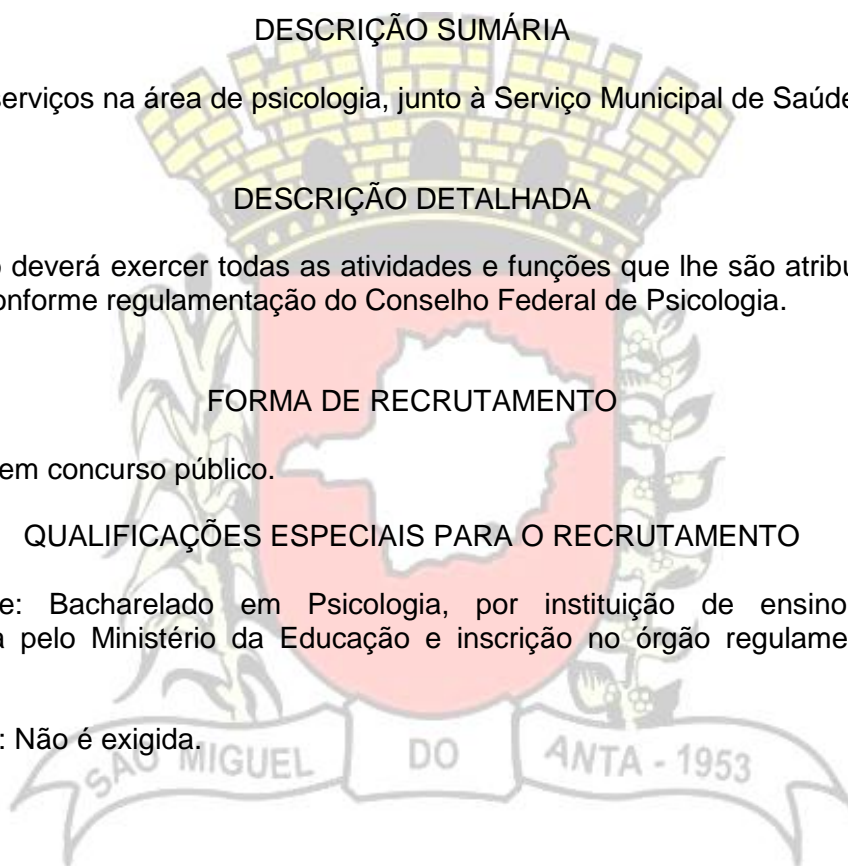 DESCRIÇÃO SUMÁRIA
serviços na área de psicologia, junto à Serviço Municipal de Saúde
DESCRIÇÃO DETALHADA
deverá exercer todas as atividades e funções que lhe são
conforme regulamentação do Conselho Federal de Psicologia.
FORMA DE RECRUTAMENTO
em concurso público.
QUALIFICAÇÕES ESPECIAIS PARA O RECRUTAMENTO
e: Bacharelado em Psicologia, por instituição de ensino
a pelo Ministério da Educação e inscrição no órgão
: Não é exigida.
SÃO MIGUEL DO ANTA - 1953